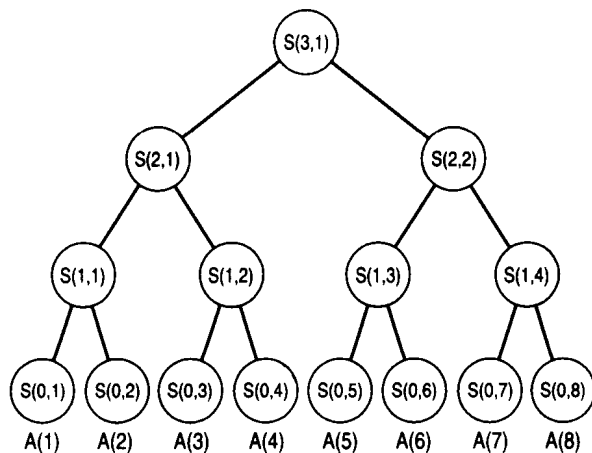 S(3,1)
S(2,1) S(2,2)
S(1,1) S(1,2) S(1,3) S(1,4)
S(0,1) S(0,2) S(0,3) S(0,4) S(0,5) S(0,6) S(0,7) S(0,8)
A(1) A(2) A(3) A(4) A(5) A(6) A(7) A(8)